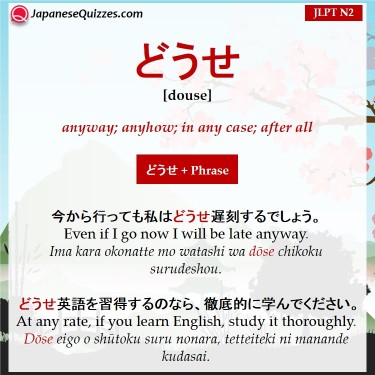 JapaneseQuizzes.com
JLPT N2
どうせ
[douse]
anyway; anyhow; in any case; after all
どうせ + Phrase
今から行っても私はどうせ遅刻するでしょう。
Even if I go now I will be late anyway.
Ima kara okonatte mo watashi wa dōse chikoku
surudeshou.
どうせ英語を習得するのなら、徹底的に学んでください。
At any rate, if you learn English, study it thoroughly.
Dōse eigo o shūtoku suru nonara, tetteiteki ni manande
kudasai.